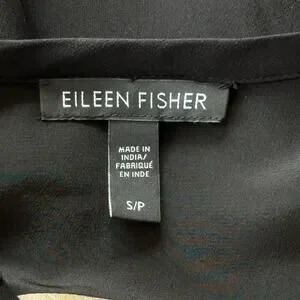 EILEEN FISHER
MADE IN
INDIA/
FABRIQUÉ
EN INDE
S/P